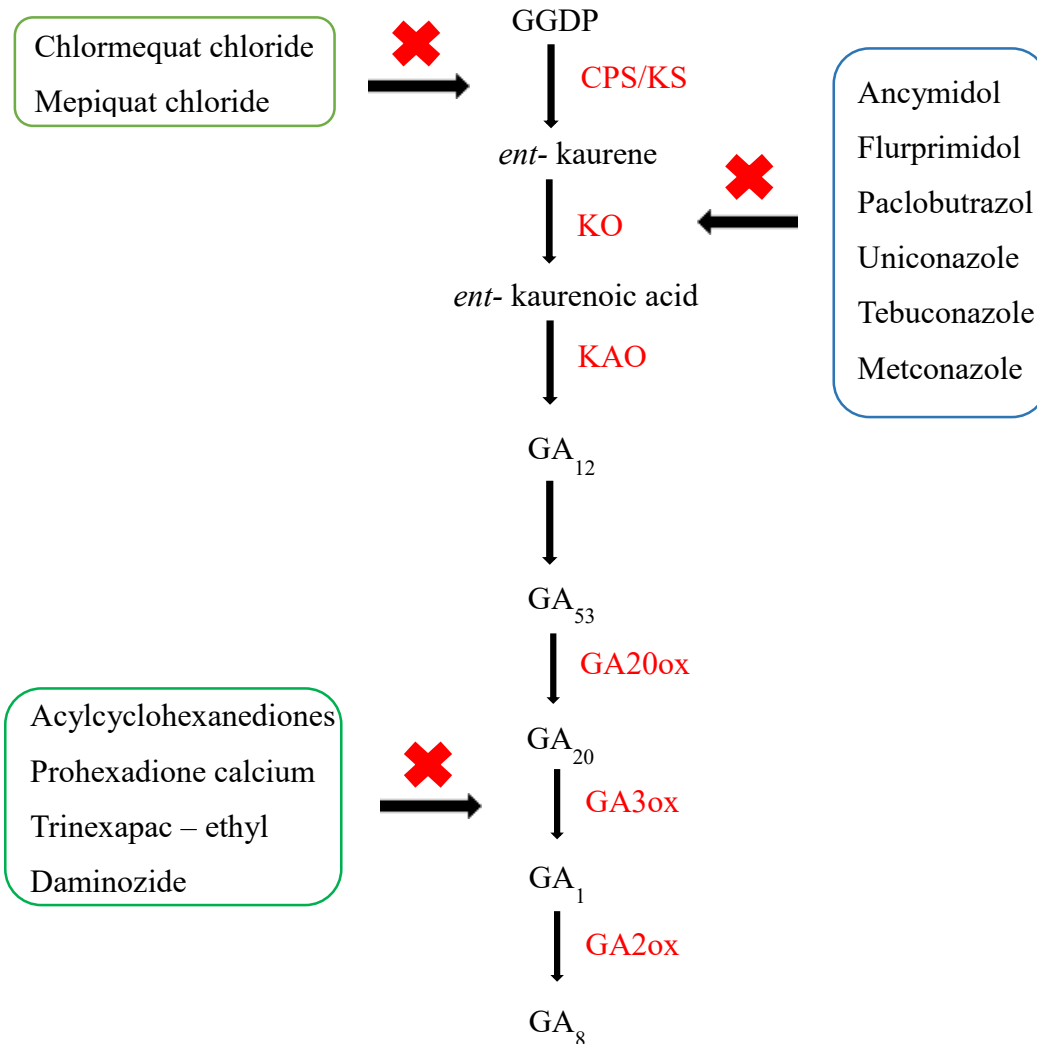 Chlormequat chloride
Mepiquat chloride
GGDP
CPS/KS
ent- kaurene
KO
ent- kaurenoic acid
KAO
Ancymidol
Flurprimidol
Paclobutrazol
Uniconazole
Tebuconazole
Metconazole
GA12
GA53
GA20ox
GA20
GA3ox
GA1
GA2ox
GA8
Acylcyclohexanediones
Prohexadione calcium
Trinexapac – ethyl
Daminozide